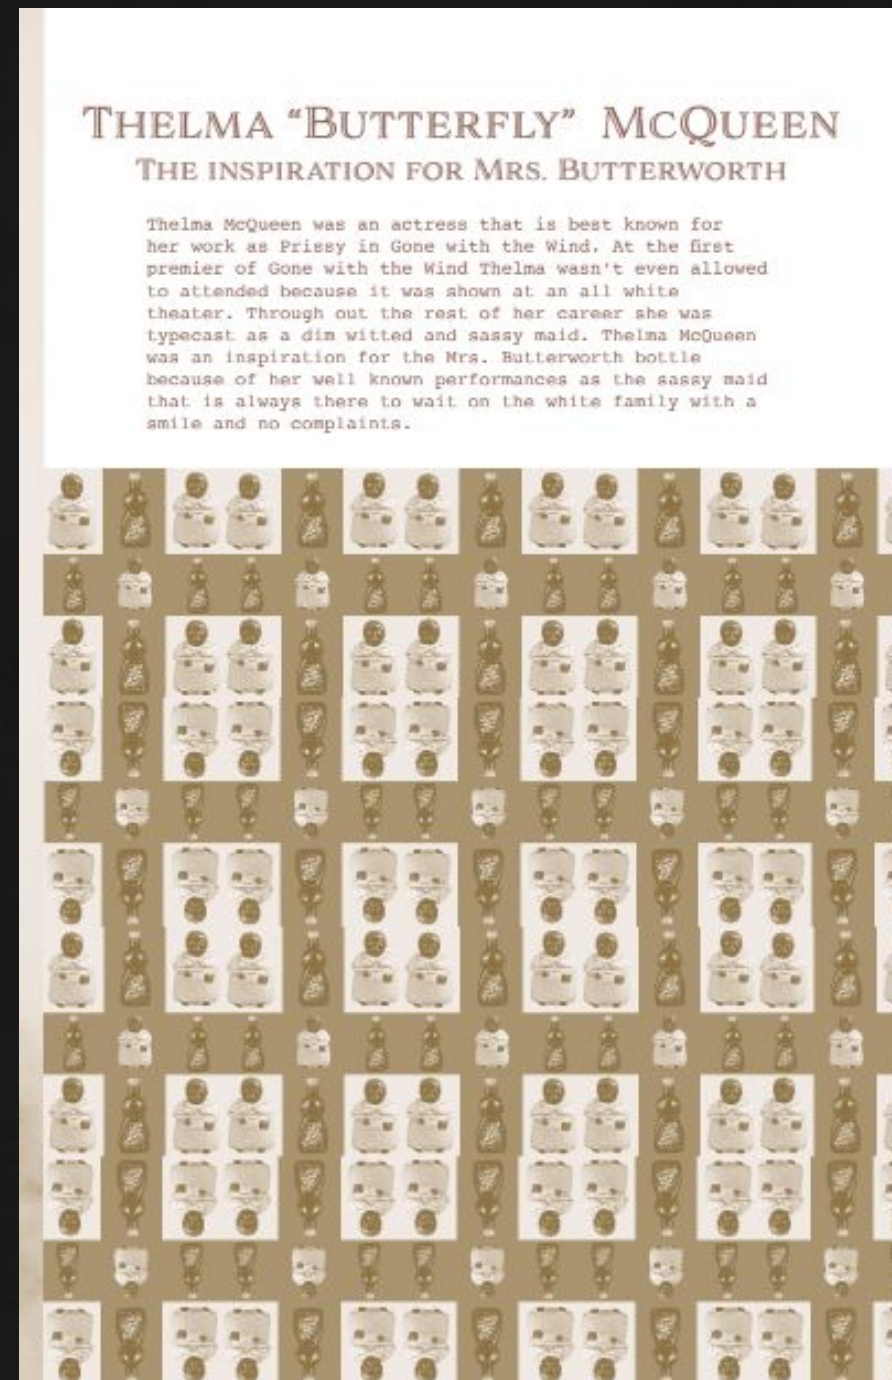 THELMA “BUTTERFLY” MCQUEEN
THE INSPIRATION FOR MRS. BUTTERWORTH
Thelma McQueen was an actress that is best known for
her work as Prissy in Gone with the Wind. At the first
premier of Gone with the Wind Thelma wasn't even allowed
to attended because it was shown at an all white
theater. Through out the rest of her career she was
typecast as a dim witted and sassy maid. Thelma McQueen
was an inspiration for the Mrs. Butterworth bottle
because of her well known performances as the sassy maid
that is always there to wait on the white family with a
smile and no complaints.